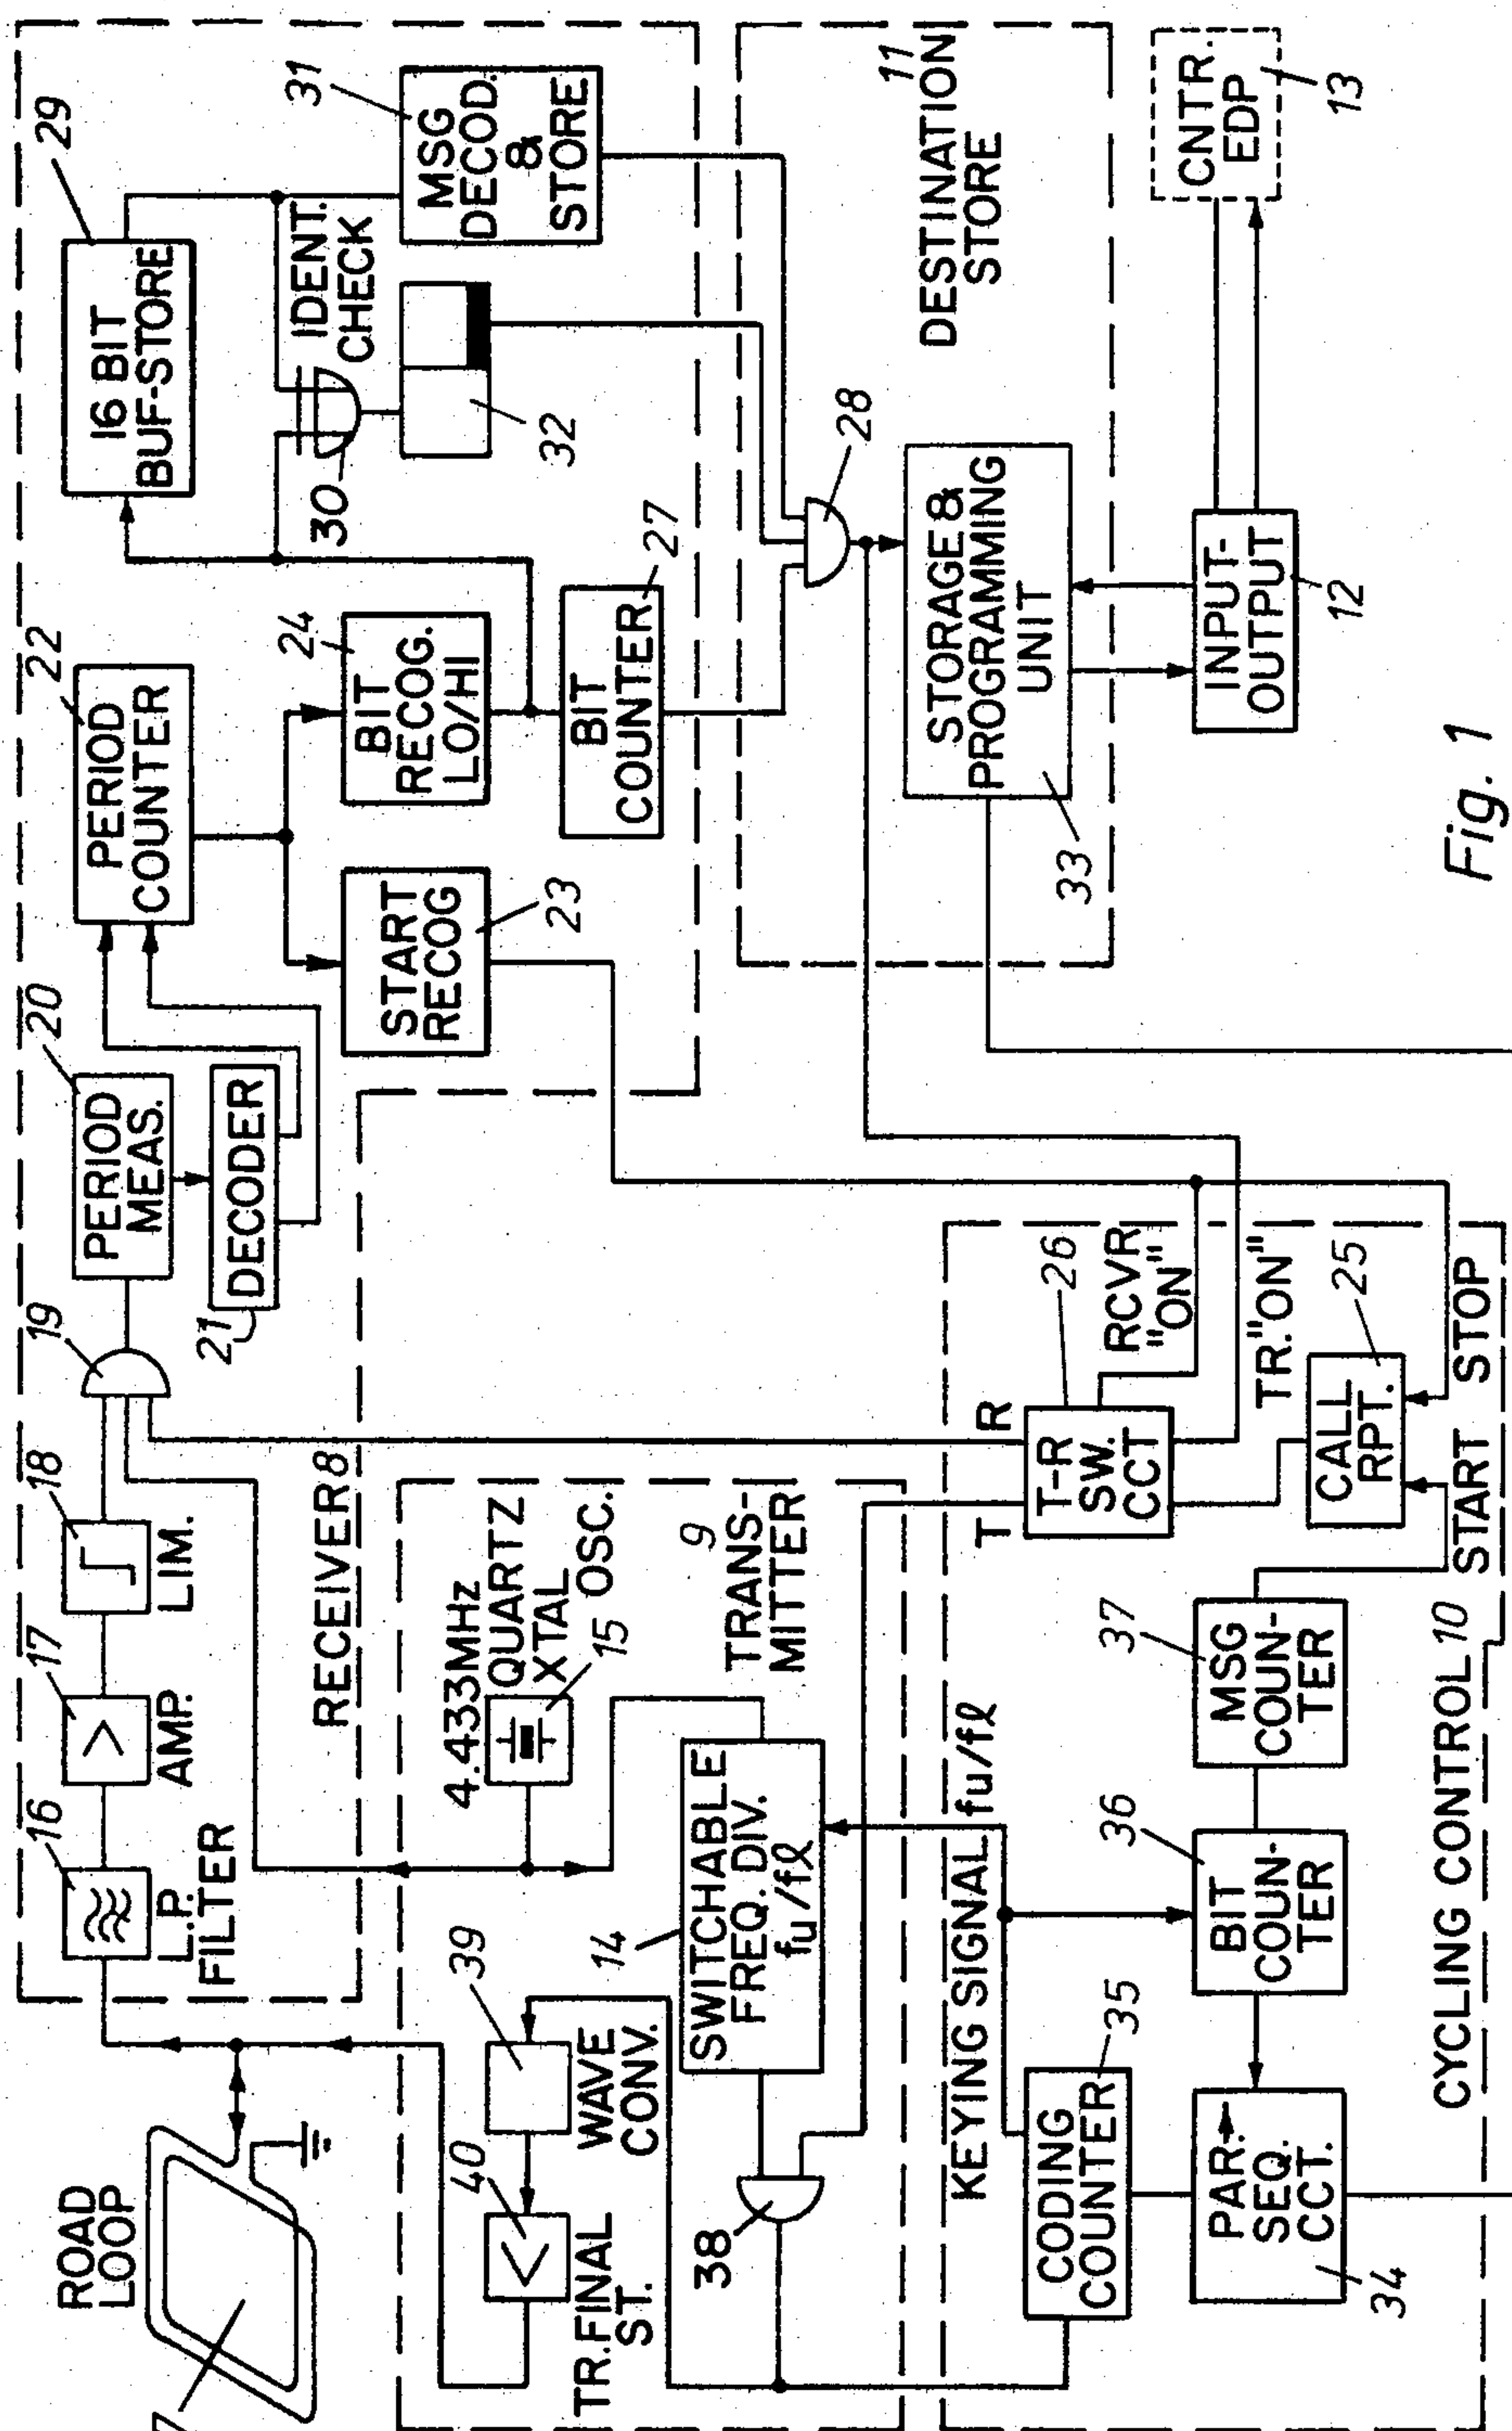 ROAD
LOOP
7
16
L.P.
FILTER
17
AMP.
18
LIM.
19
20
PERIOD
MEAS.
21
DECODER
22
PERIOD
COUNTER
29
16 BIT
BUF-STORE
RECEIVER 8
START
RECOG
23
24
BIT
RECOG.
LO/HI
30
IDENT.
CHECK
32
31
MSG
DECOD.
&
STORE
BIT
COUNTER
27
40
TR. FINAL
ST.
39
WAVE
CONV.
4.433MHz
QUARTZ
XTAL
OSC.
15
14
SWITCHABLE
FREQ. DIV.
fu/fℓ
9
TRANS-
MITTER
38
28
11
DESTINATION
STORE
STORAGE &
PROGRAMMING
UNIT
33
KEYING SIGNAL fu/fℓ
T
R
T-R
SW.
CCT
26
RCVR
"ON"
TR."ON"
CODING
COUNTER
35
PAR.
SEQ.
CCT.
34
36
BIT
COUN-
TER
37
MSG
COUN-
TER
CALL
RPT.
25
START
STOP
CYCLING CONTROL 10
INPUT-
OUTPUT
12
CNTR.
EDP
13
Fig. 1